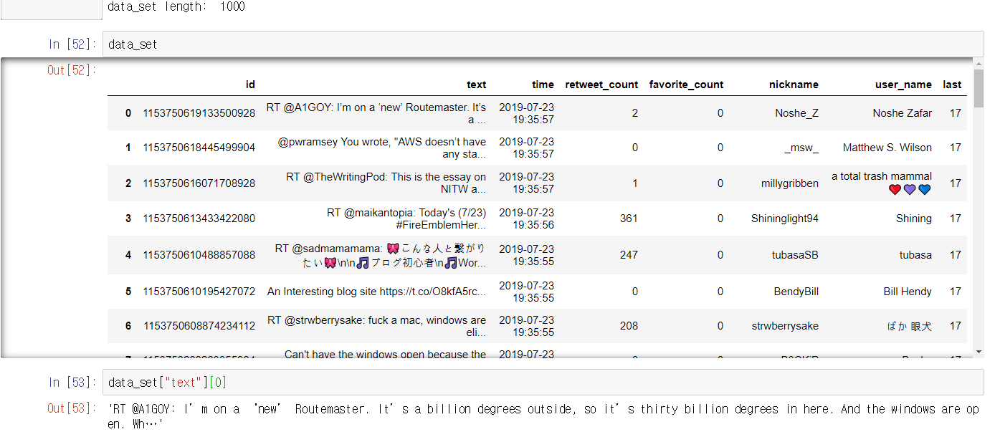 data_set length:  1000
In [52]: data_set
Out[52]:
id text time retweet_count favorite_count nickname user_name last
0 1153750619133500928 RT @A1GOY: I’m on a ‘new’ Routemaster. It’s a ... 2019-07-23 19:35:57 2 0 Noshe_Z Noshe Zafar 17
1 1153750618445499904 @pwramsey You wrote, "AWS doesn’t have any sta... 2019-07-23 19:35:57 0 0 _msw_ Matthew S. Wilson 17
2 1153750616071708928 RT @TheWritingPod: This is the essay on NITW a... 2019-07-23 19:35:57 1 0 millygribben a total trash mammal ❤️💜💙 17
3 1153750613433422080 RT @maikantopia: Today's (7/23) #FireEmblemHer... 2019-07-23 19:35:56 361 0 Shininglight94 Shining 17
4 1153750610488857088 RT @sadmamamama: 🎀こんな人と繋がりたい🎀\n\n🎵ブログ初心者\n🎵Wor... 2019-07-23 19:35:55 247 0 tubasaSB tubasa 17
5 1153750610195427072 An Interesting blog site https://t.co/O8kfA5rc... 2019-07-23 19:35:55 0 0 BendyBill Bill Hendy 17
6 1153750608874234112 RT @strwberrysake: fuck a mac, windows are eli... 2019-07-23 19:35:55 208 0 strwberrysake ぱか 眼犬 17
Can't have the windows open because the 2019-07-23
In [53]: data_set["text"][0]
Out[53]: 'RT @A1GOY: I’m on a ‘new’ Routemaster. It’s a billion degrees outside, so it’s thirty billion degrees in here. And the windows are op
en. Wh…'